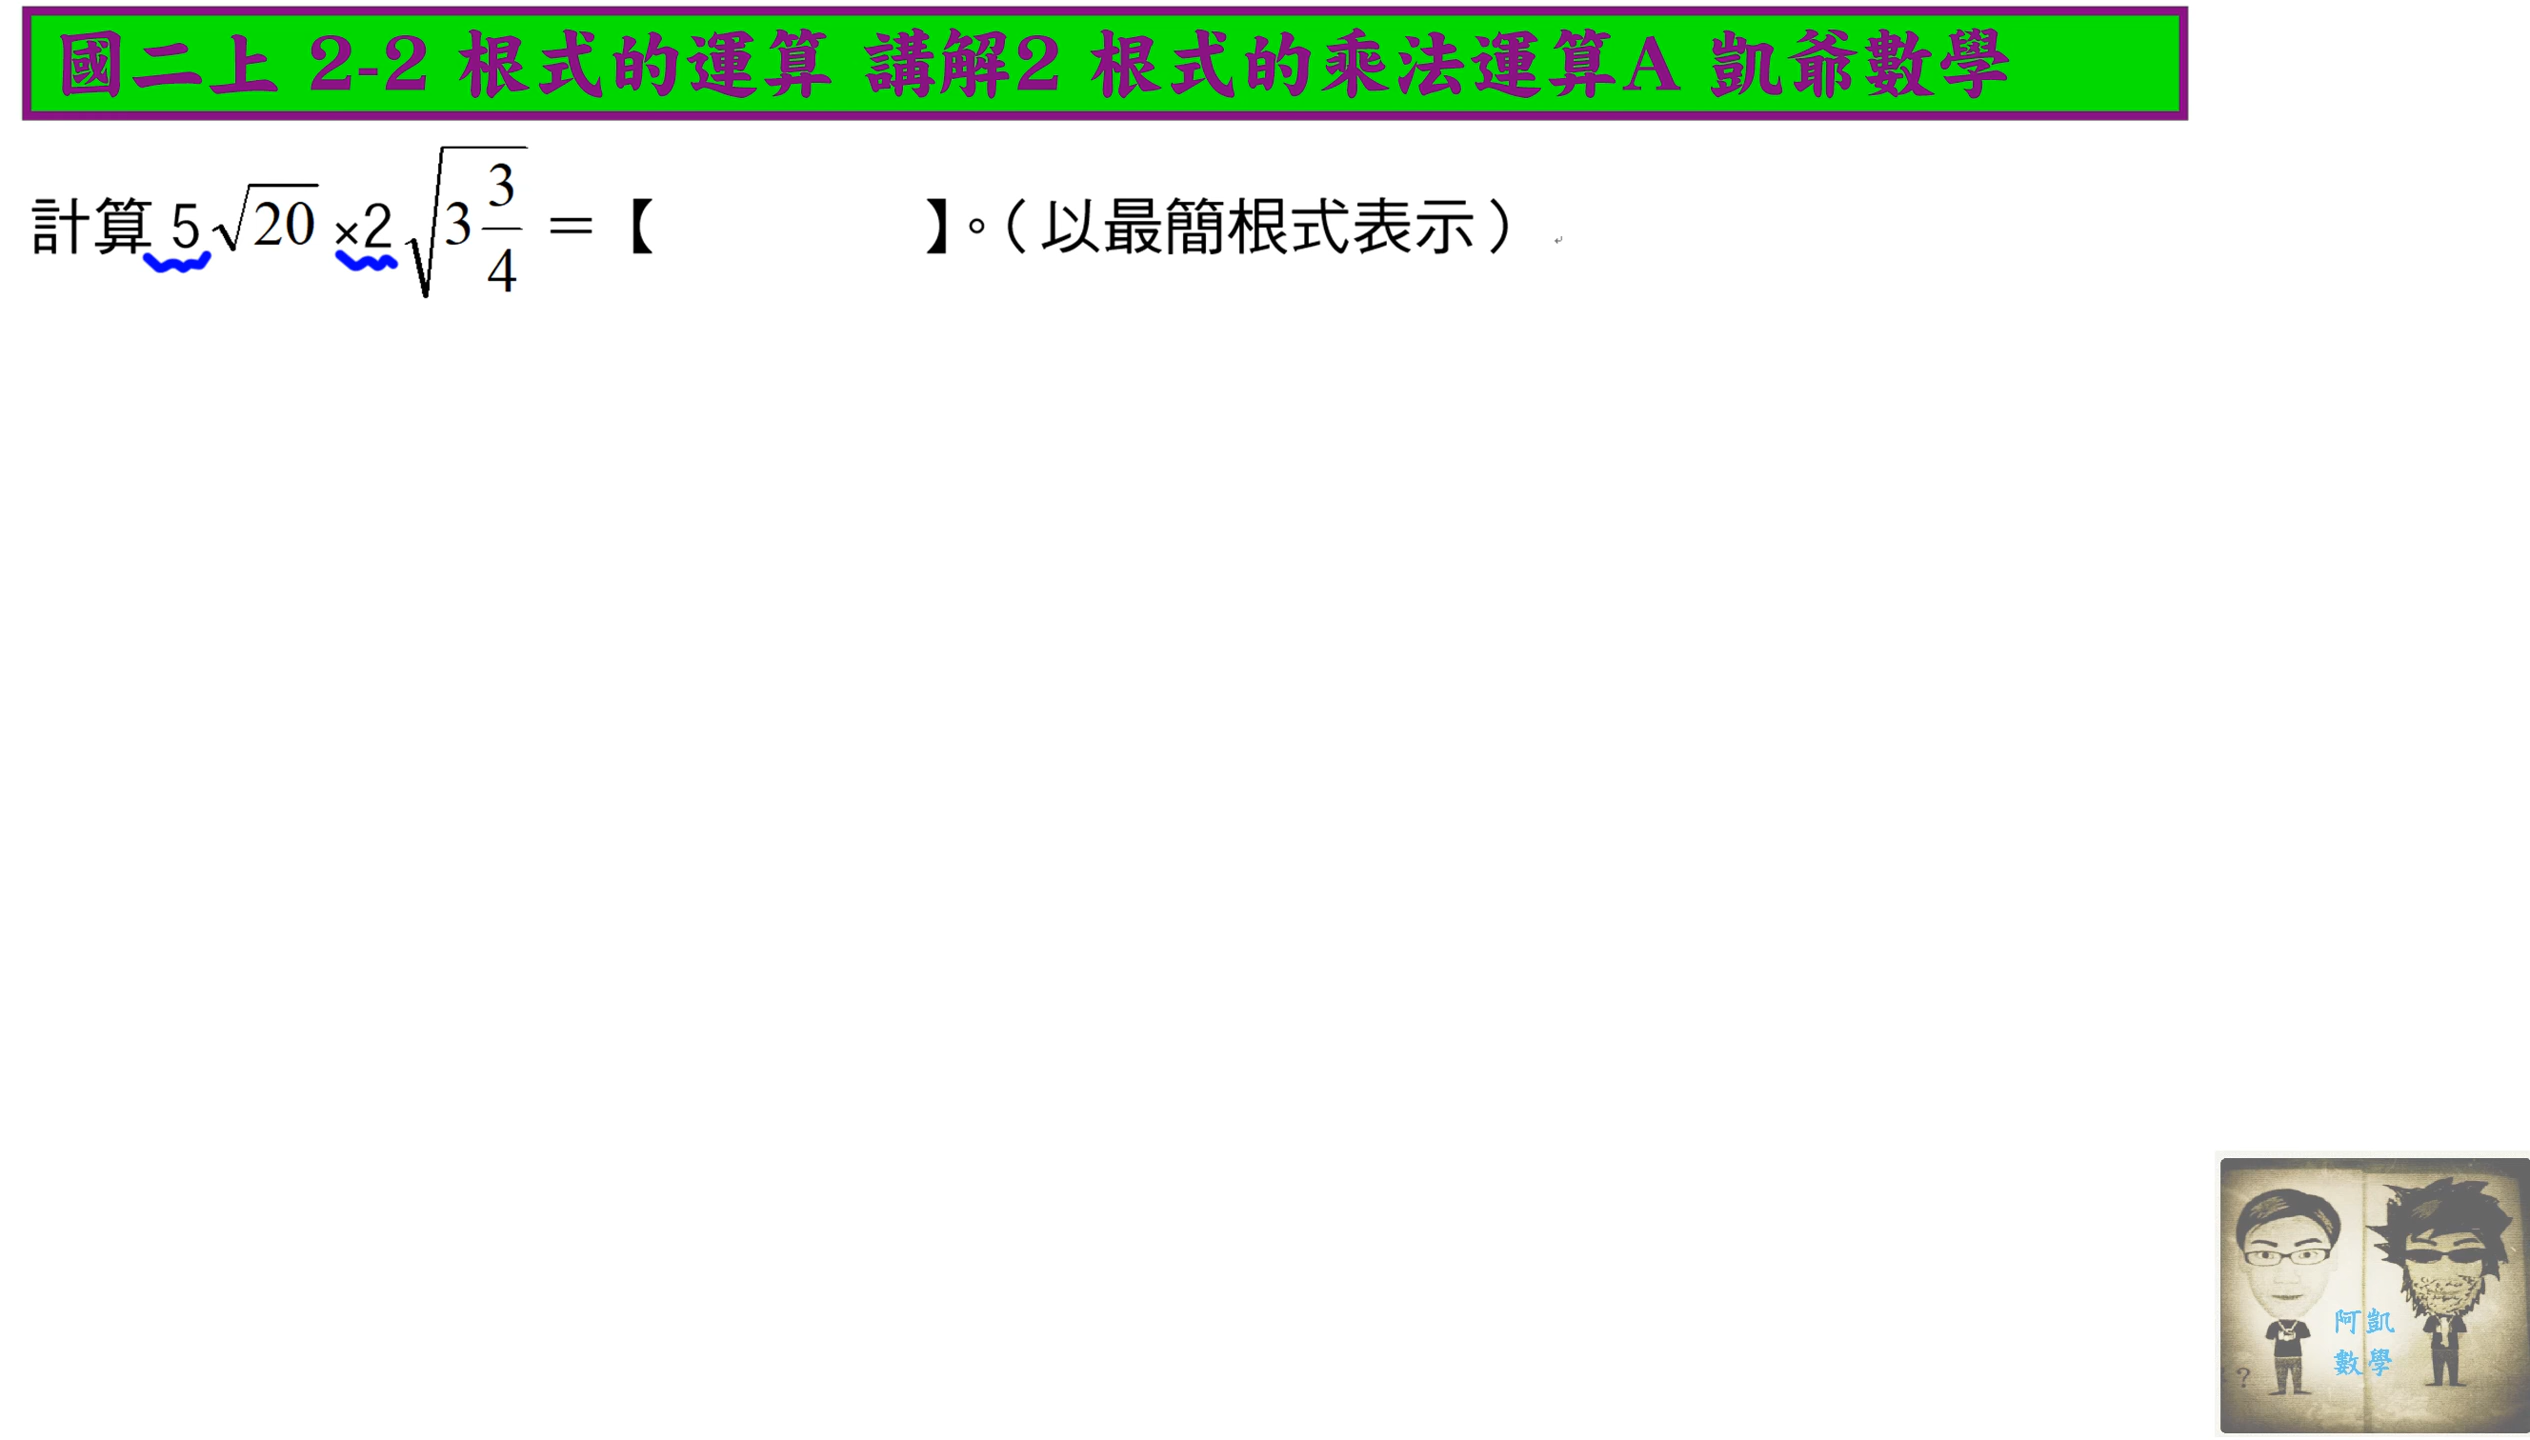 國二上 2-2 根式的運算 講解2 根式的乘法運算A 凱爺數學
計算 5√20 ×2√(3 3/4) =【 】。(以最簡根式表示)
阿凱
數學
?